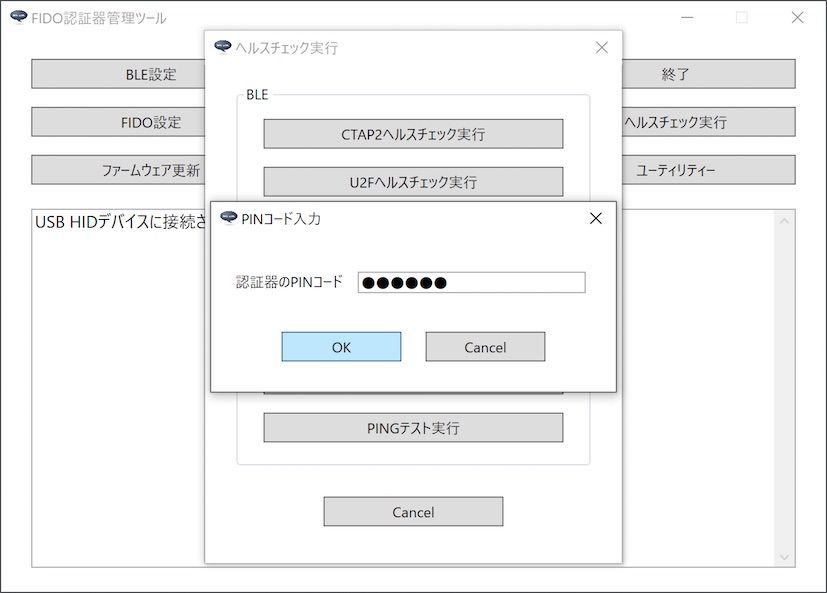 FIDO認証器管理ツール
ヘルスチェック実行
BLE設定
終了
BLE
FIDO設定
CTAP2ヘルスチェック実行
ヘルスチェック実行
ファームウェア更新
U2Fヘルスチェック実行
ユーティリティー
USB HIDデバイスに接続さ
PINコード入力
認証器のPINコード
OK
Cancel
PINGテスト実行
Cancel